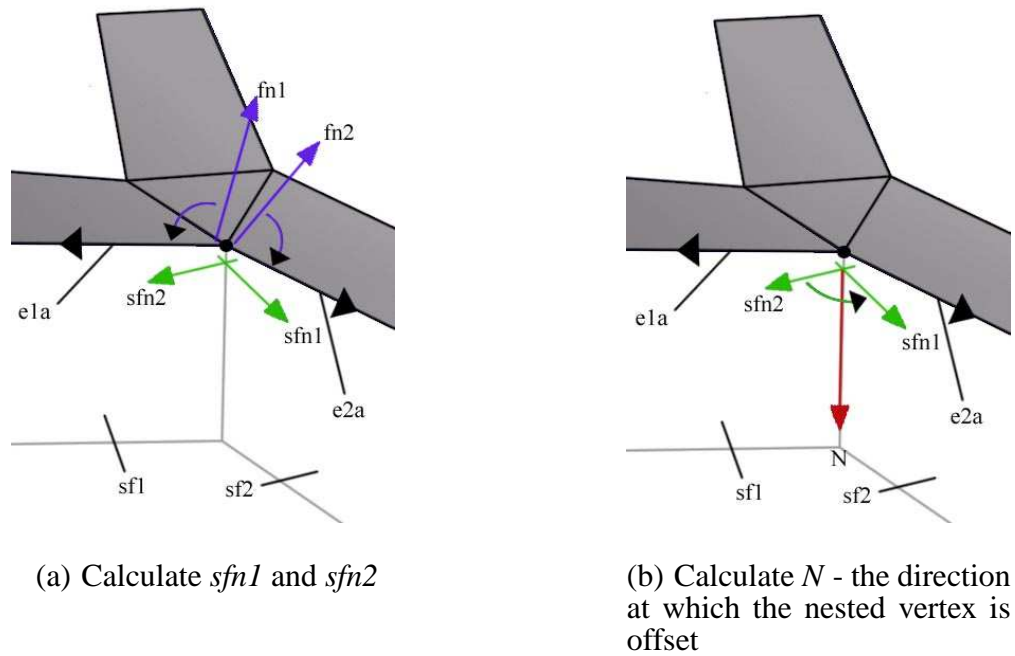 fn1
fn2
sfn2
e1a
sfn1
e2a
sf1
sf2
(a) Calculate sfn1 and sfn2
sfn2
e1a
sfn1
e2a
N
sf1
sf2
(b) Calculate N - the direction
at which the nested vertex is
offset